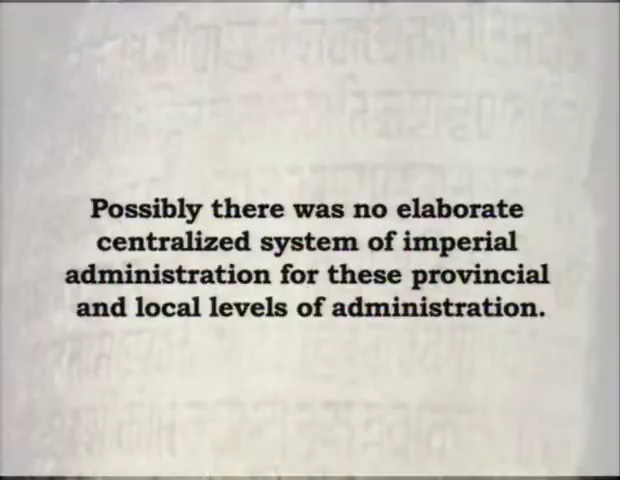 Possibly there was no elaborate
centralized system of imperial
administration for these provincial
and local levels of administration.